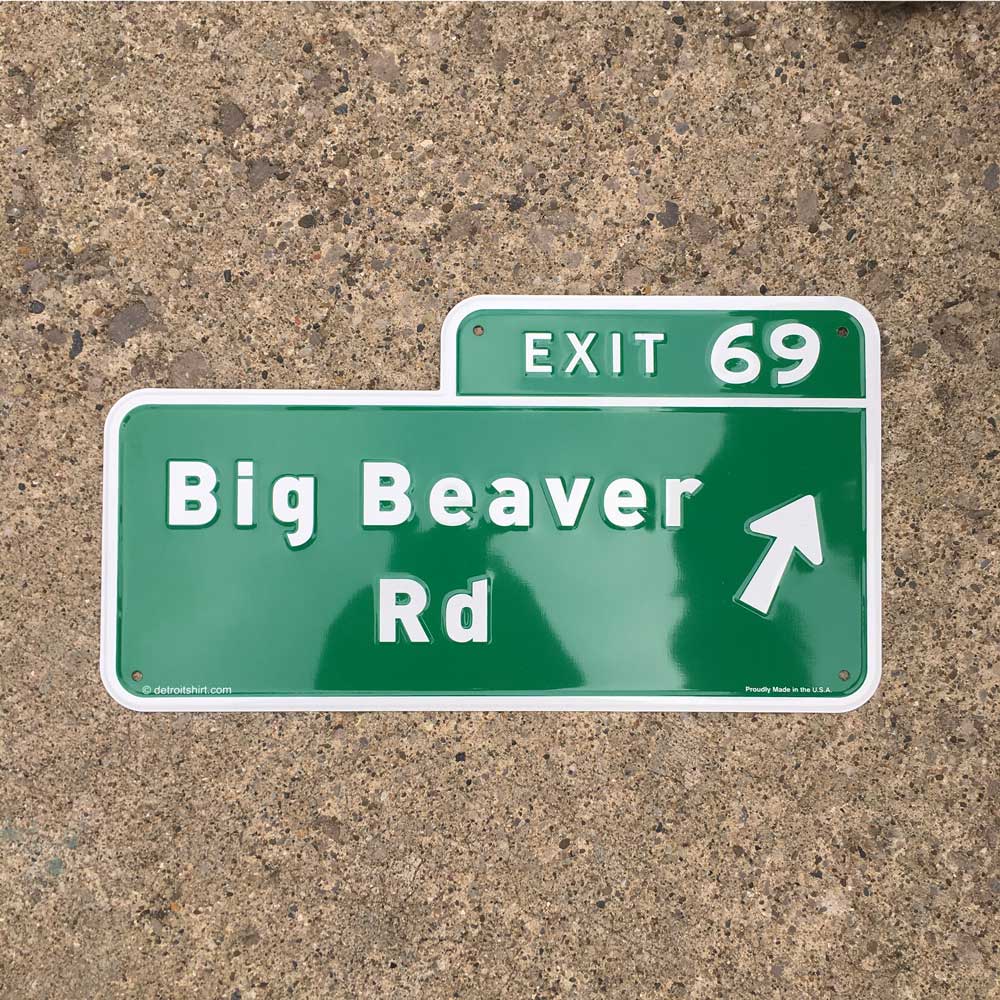 EXIT 69
Big Beaver
Rd
© detroitshirt.com
Proudly Made in the U.S.A.